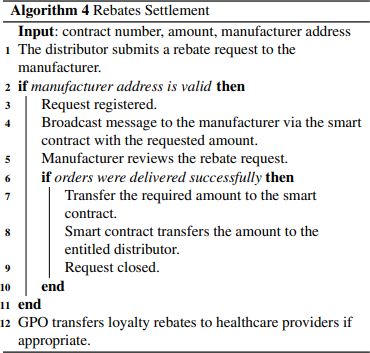 Algorithm 4 Rebates Settlement
Input: contract number, amount, manufacturer address
1 The distributor submits a rebate request to the
manufacturer.
2 if manufacturer address is valid then
3 Request registered.
4 Broadcast message to the manufacturer via the smart
contract with the requested amount.
5 Manufacturer reviews the rebate request.
6 if orders were delivered successfully then
7 Transfer the required amount to the smart
contract.
8 Smart contract transfers the amount to the
entitled distributor.
9 Request closed.
10 end
11 end
12 GPO transfers loyalty rebates to healthcare providers if
appropriate.